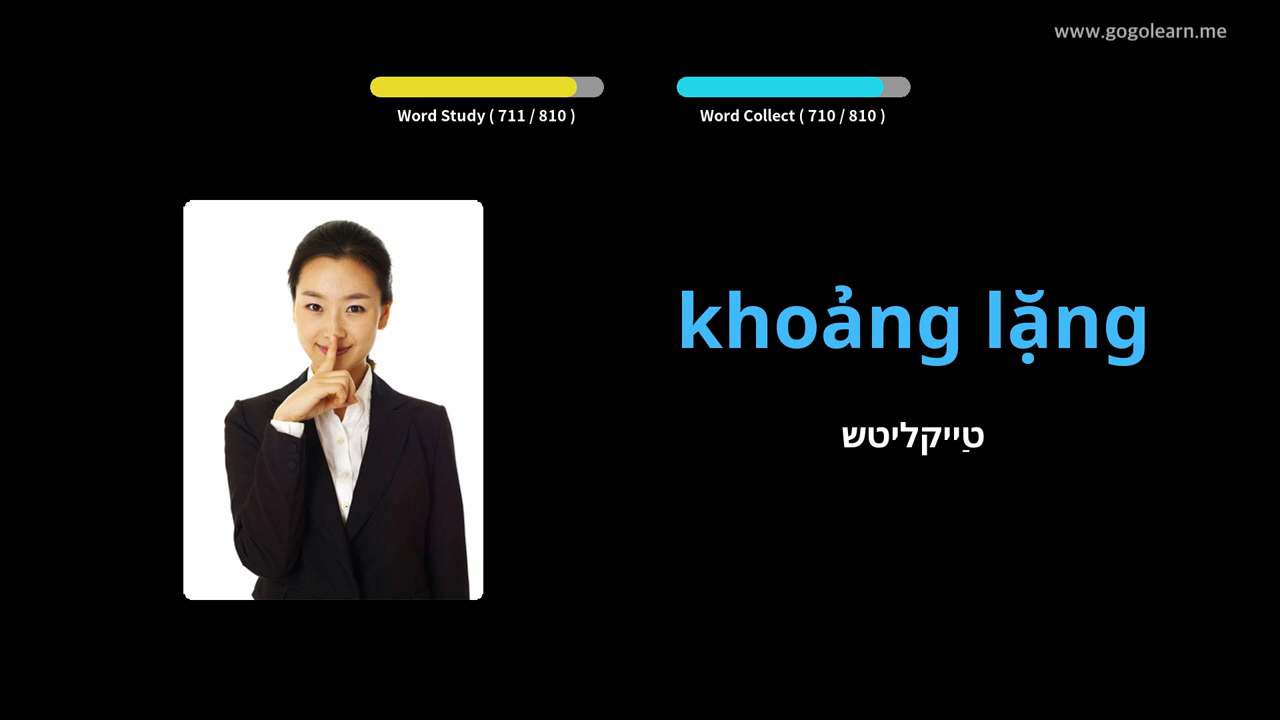 www.gogolearn.me
Word Study ( 711 / 810 )
Word Collect ( 710 / 810 )
khoảng lặng
טַייקליטש